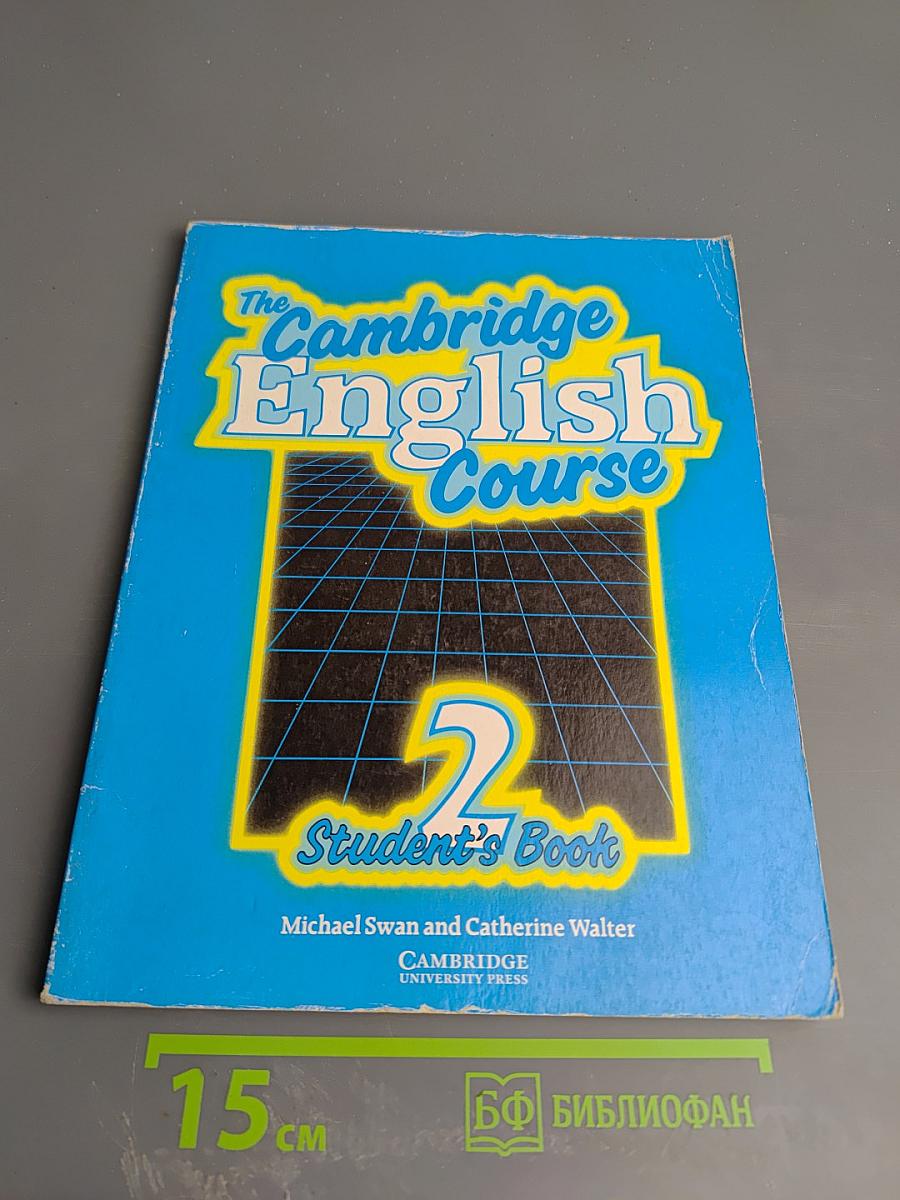 The
Cambridge
English
Course
2
Student's Book
Michael Swan and Catherine Walter
CAMBRIDGE
UNIVERSITY PRESS
15 см
БФ БИБЛИОФАН